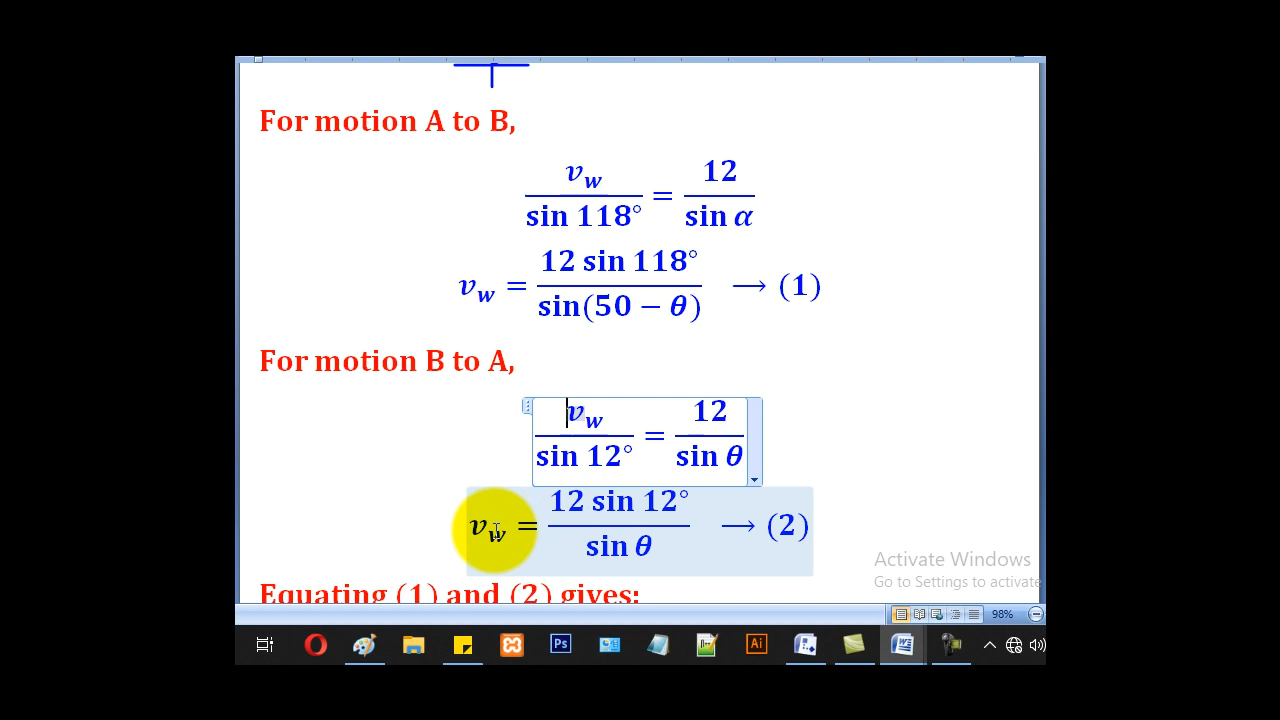 For motion A to B,
v_w / sin 118° = 12 / sin α
v_w = 12 sin 118° / sin(50 − θ) → (1)
For motion B to A,
v_w / sin 12° = 12 / sin θ
v_w = 12 sin 12° / sin θ → (2)
Activate Windows
Go to Settings to activate
Equating (1) and (2) gives:
98%
Ps
Ai